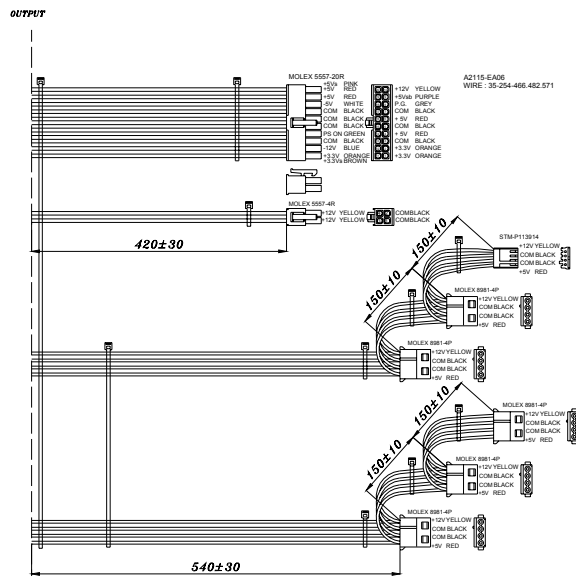 OUTPUT
MOLEX 5557-20R
+5Vs PINK
+5V RED
+5V RED
-5V WHITE
COM BLACK
COM BLACK
COM BLACK
PS ON GREEN
COM BLACK
-12V BLUE
+3.3V ORANGE
+3.3Vs BROWN
+12V YELLOW
+5Vsb PURPLE
P.G. GREY
COM BLACK
+ 5V RED
COM BLACK
+ 5V RED
COM BLACK
+3.3V ORANGE
+3.3V ORANGE
A2115-EA06
WIRE : 35-254-466.482.571
MOLEX 5557-4R
+12V YELLOW
+12V YELLOW
COMBLACK
COMBLACK
420±30
150±10
150±10
STM-P113914
+12V YELLOW
COM BLACK
COM BLACK
+5V RED
MOLEX 8981-4P
+12V YELLOW
COM BLACK
COM BLACK
+5V RED
MOLEX 8981-4P
+12V YELLOW
COM BLACK
COM BLACK
+5V RED
150±10
150±10
MOLEX 8981-4P
+12V YELLOW
COM BLACK
COM BLACK
+5V RED
MOLEX 8981-4P
+12V YELLOW
COM BLACK
COM BLACK
+5V RED
MOLEX 8981-4P
+12V YELLOW
COM BLACK
COM BLACK
+5V RED
540±30